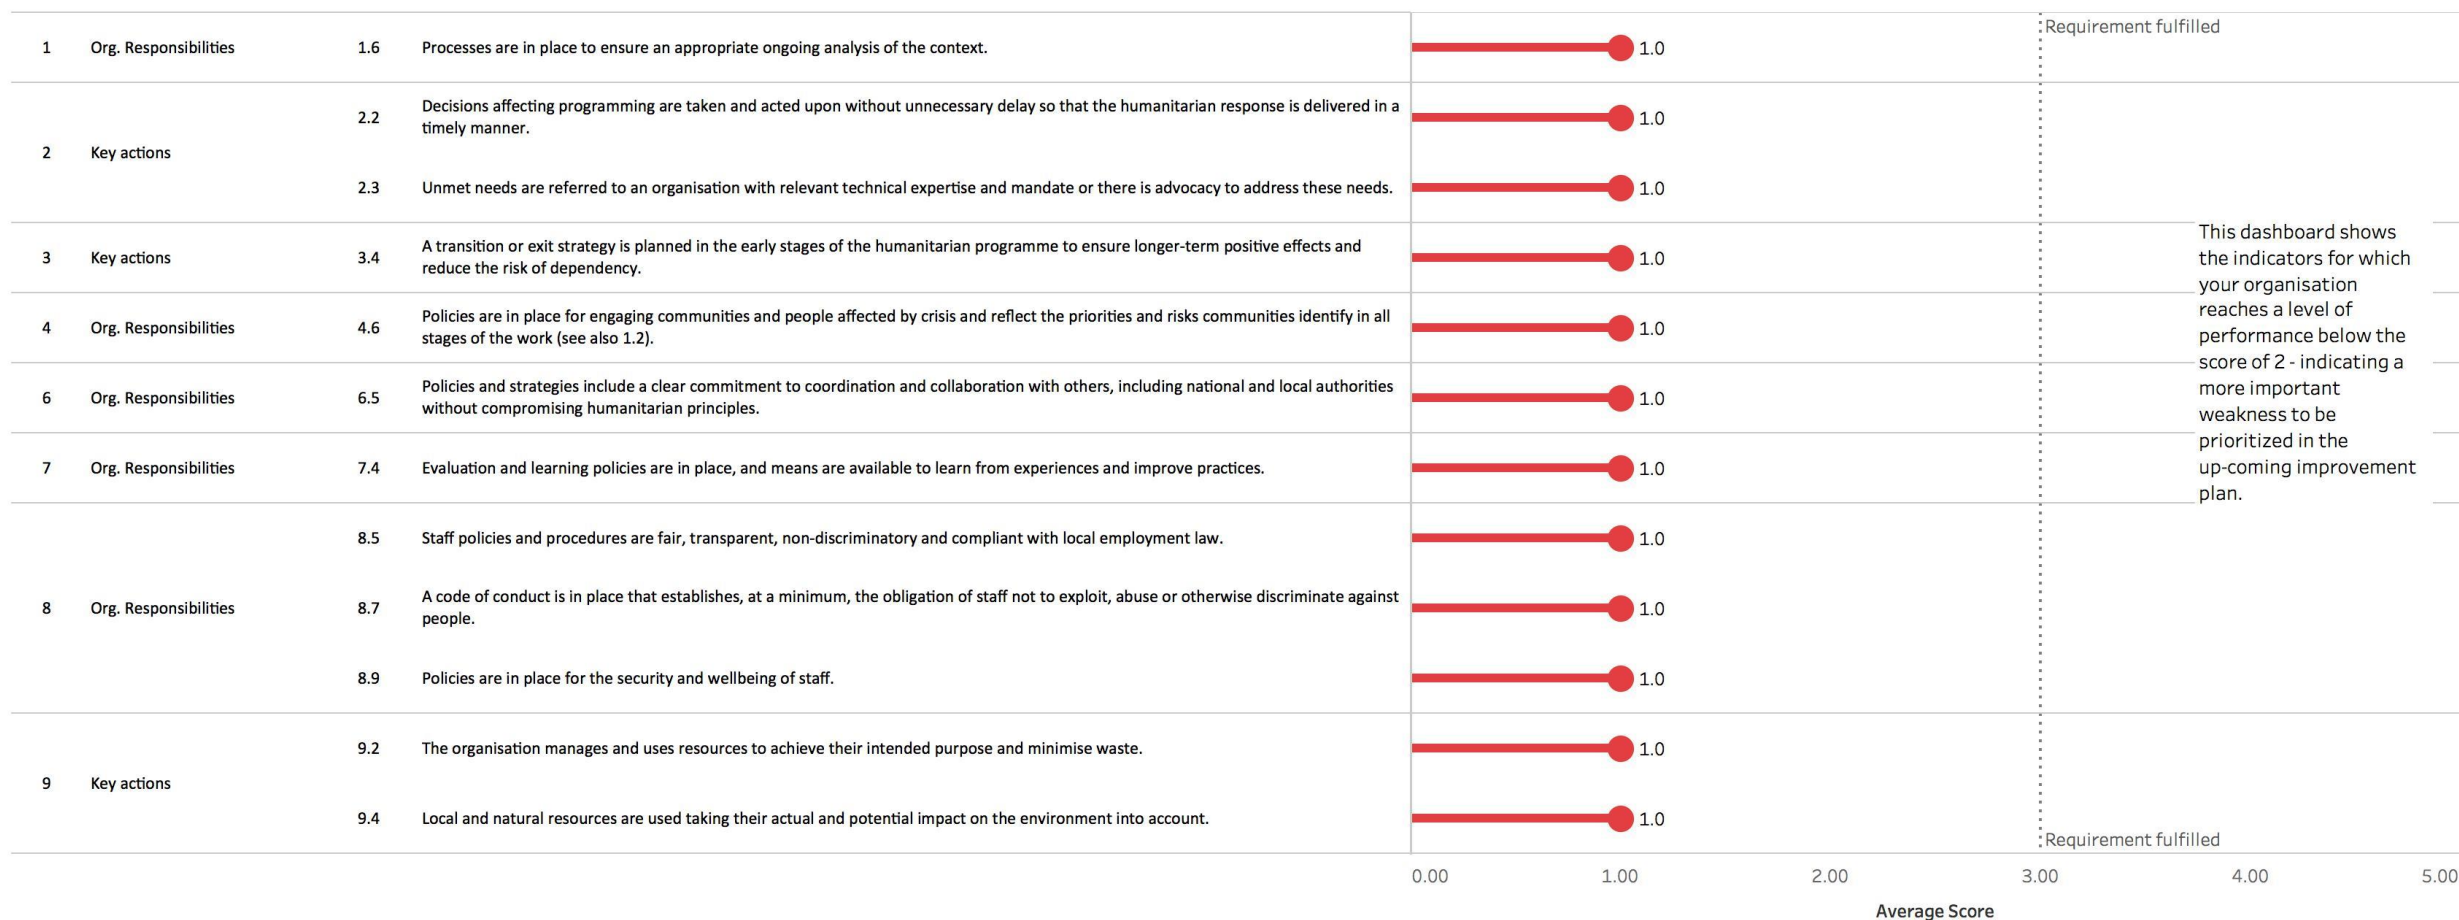 Requirement fulfilled
1 Org. Responsibilities 1.6 Processes are in place to ensure an appropriate ongoing analysis of the context. 1.0
2 Key actions
2.2 Decisions affecting programming are taken and acted upon without unnecessary delay so that the humanitarian response is delivered in a
timely manner. 1.0
2.3 Unmet needs are referred to an organisation with relevant technical expertise and mandate or there is advocacy to address these needs. 1.0
3 Key actions 3.4 A transition or exit strategy is planned in the early stages of the humanitarian programme to ensure longer-term positive effects and
reduce the risk of dependency. 1.0
4 Org. Responsibilities 4.6 Policies are in place for engaging communities and people affected by crisis and reflect the priorities and risks communities identify in all
stages of the work (see also 1.2). 1.0
6 Org. Responsibilities 6.5 Policies and strategies include a clear commitment to coordination and collaboration with others, including national and local authorities
without compromising humanitarian principles. 1.0
7 Org. Responsibilities 7.4 Evaluation and learning policies are in place, and means are available to learn from experiences and improve practices. 1.0
8 Org. Responsibilities
8.5 Staff policies and procedures are fair, transparent, non-discriminatory and compliant with local employment law. 1.0
8.7 A code of conduct is in place that establishes, at a minimum, the obligation of staff not to exploit, abuse or otherwise discriminate against
people. 1.0
8.9 Policies are in place for the security and wellbeing of staff. 1.0
9 Key actions
9.2 The organisation manages and uses resources to achieve their intended purpose and minimise waste. 1.0
9.4 Local and natural resources are used taking their actual and potential impact on the environment into account. 1.0
This dashboard shows
the indicators for which
your organisation
reaches a level of
performance below the
score of 2 - indicating a
more important
weakness to be
prioritized in the
up-coming improvement
plan.
Requirement fulfilled
0.00 1.00 2.00 3.00 4.00 5.00
Average Score